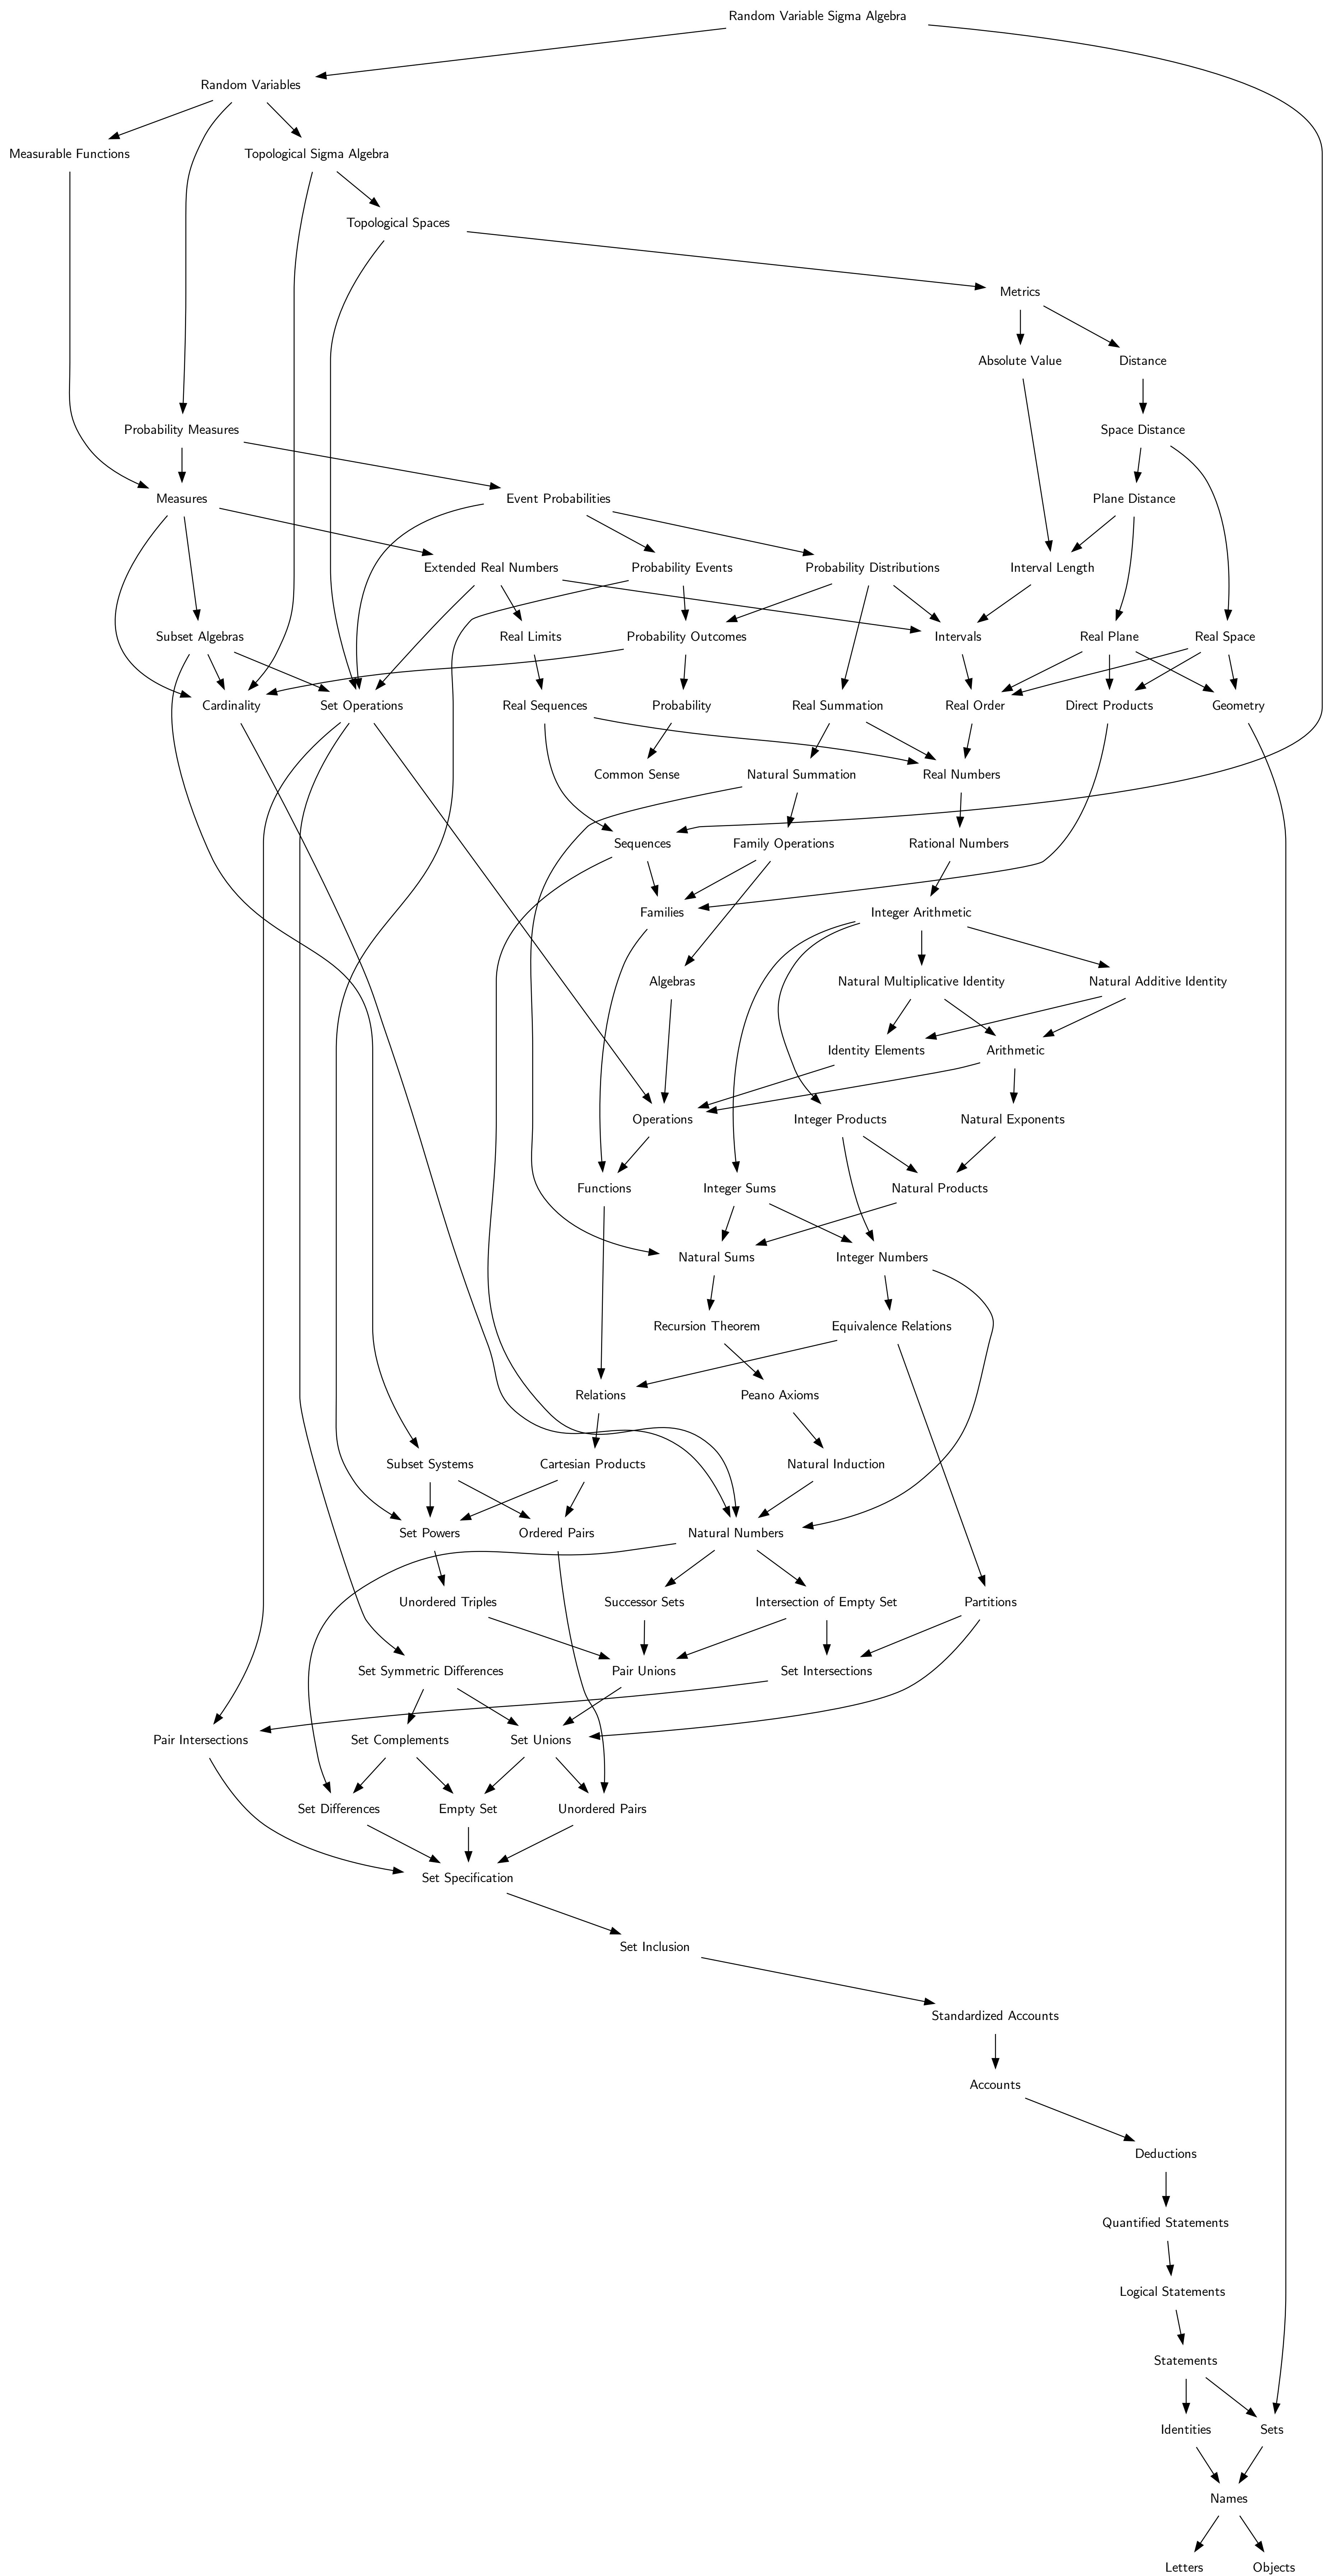 Random Variable Sigma Algebra
Random Variables
Measurable Functions
Topological Sigma Algebra
Topological Spaces
Metrics
Absolute Value
Distance
Probability Measures
Space Distance
Measures
Event Probabilities
Plane Distance
Extended Real Numbers
Probability Events
Probability Distributions
Interval Length
Subset Algebras
Real Limits
Probability Outcomes
Intervals
Real Plane
Real Space
Cardinality
Set Operations
Real Sequences
Probability
Real Summation
Real Order
Direct Products
Geometry
Common Sense
Natural Summation
Real Numbers
Sequences
Family Operations
Rational Numbers
Families
Integer Arithmetic
Algebras
Natural Multiplicative Identity
Natural Additive Identity
Identity Elements
Arithmetic
Operations
Integer Products
Natural Exponents
Functions
Integer Sums
Natural Products
Natural Sums
Integer Numbers
Recursion Theorem
Equivalence Relations
Relations
Peano Axioms
Subset Systems
Cartesian Products
Natural Induction
Set Powers
Ordered Pairs
Natural Numbers
Unordered Triples
Successor Sets
Intersection of Empty Set
Partitions
Set Symmetric Differences
Pair Unions
Set Intersections
Pair Intersections
Set Complements
Set Unions
Set Differences
Empty Set
Unordered Pairs
Set Specification
Set Inclusion
Standardized Accounts
Accounts
Deductions
Quantified Statements
Logical Statements
Statements
Identities
Sets
Names
Letters
Objects